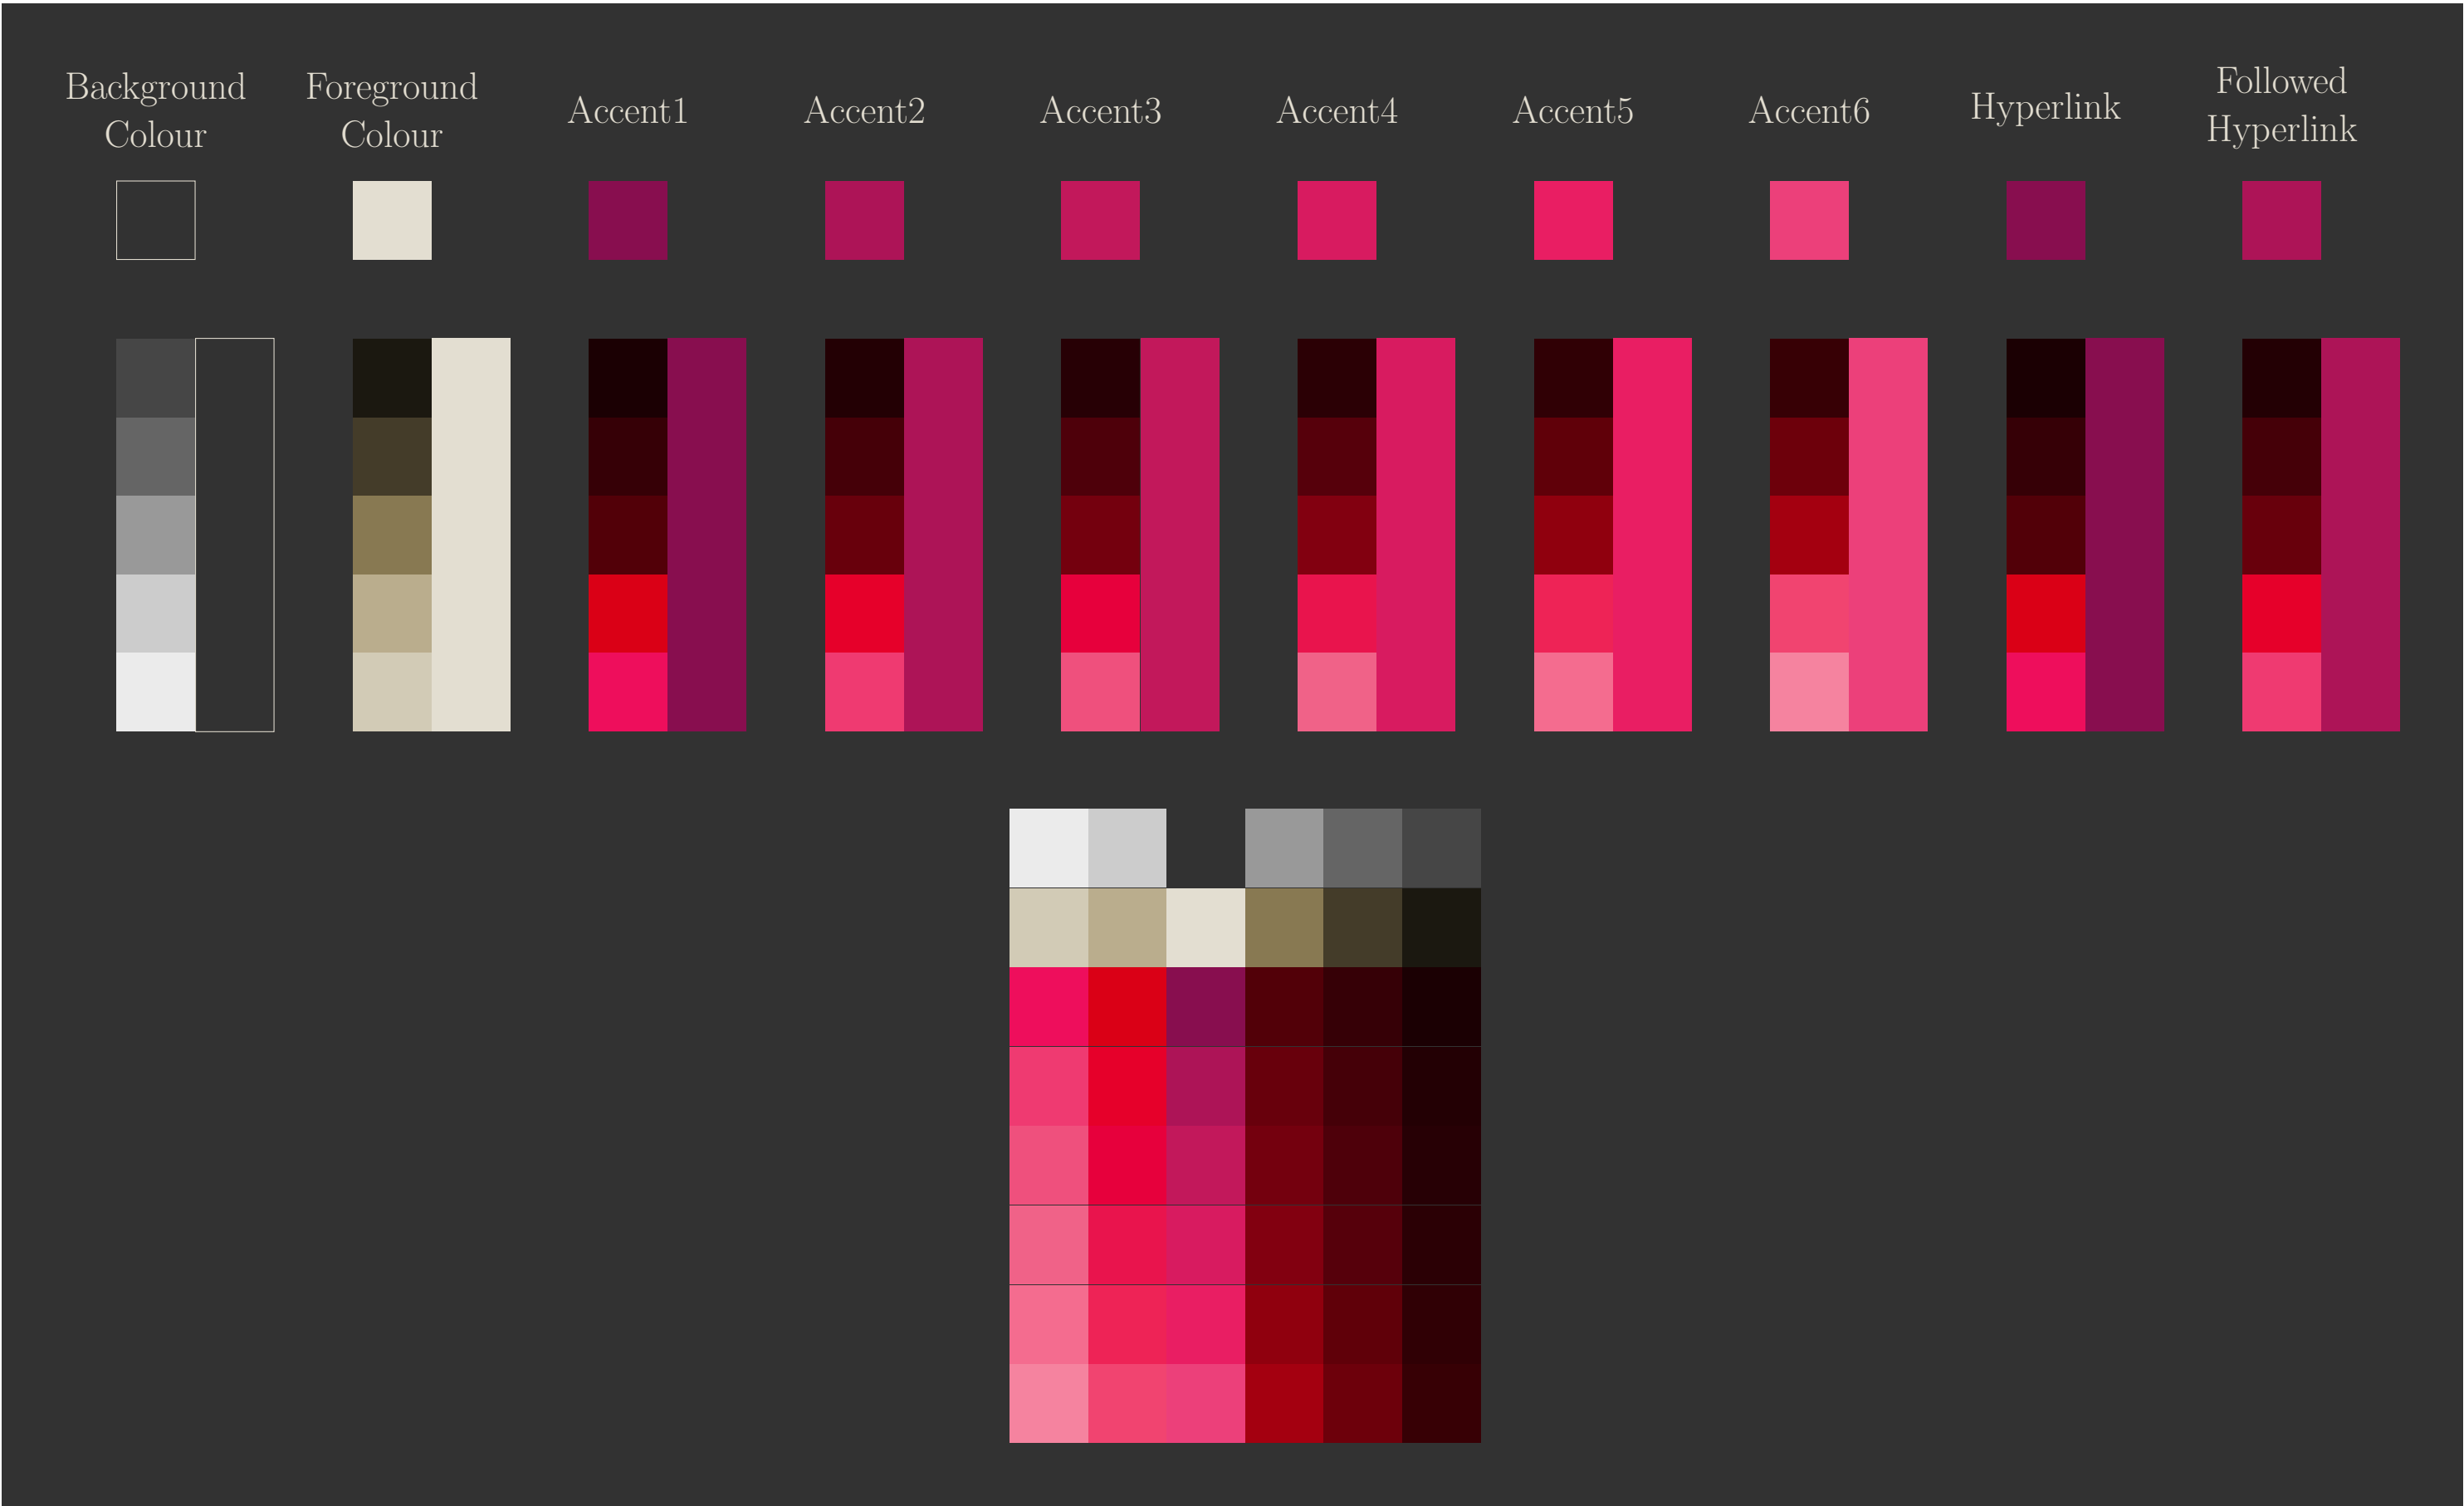 Background
Colour
Foreground
Colour
Accent1
Accent2
Accent3
Accent4
Accent5
Accent6
Hyperlink
Followed
Hyperlink